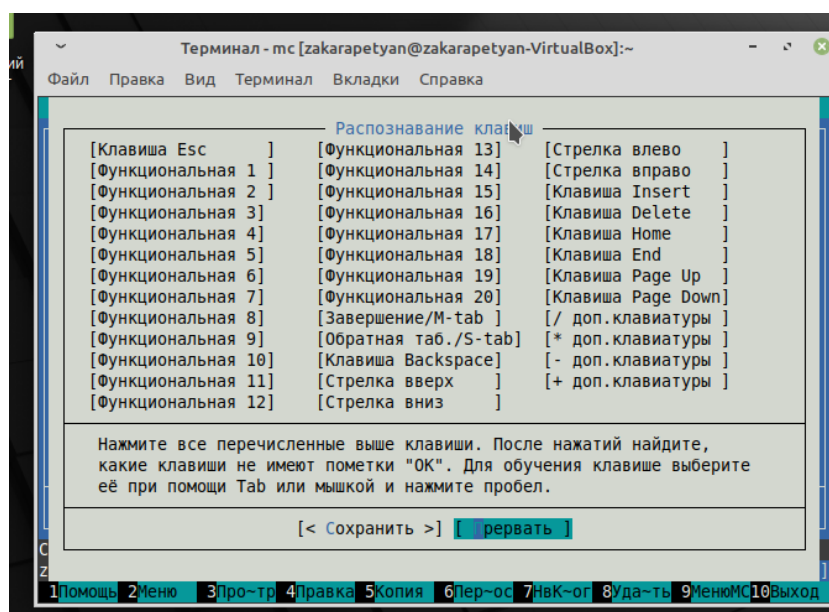 ий
Терминал - mc [zakarapetyan@zakarapetyan-VirtualBox]:~
Файл Правка Вид Терминал Вкладки Справка
Распознавание клавиш
[Клавиша Esc ] [Функциональная 13] [Стрелка влево ]
[Функциональная 1 ] [Функциональная 14] [Стрелка вправо ]
[Функциональная 2 ] [Функциональная 15] [Клавиша Insert ]
[Функциональная 3] [Функциональная 16] [Клавиша Delete ]
[Функциональная 4] [Функциональная 17] [Клавиша Home ]
[Функциональная 5] [Функциональная 18] [Клавиша End ]
[Функциональная 6] [Функциональная 19] [Клавиша Page Up ]
[Функциональная 7] [Функциональная 20] [Клавиша Page Down]
[Функциональная 8] [Завершение/M-tab ] [/ доп.клавиатуры ]
[Функциональная 9] [Обратная таб./S-tab] [* доп.клавиатуры ]
[Функциональная 10] [Клавиша Backspace] [- доп.клавиатуры ]
[Функциональная 11] [Стрелка вверх ] [+ доп.клавиатуры ]
[Функциональная 12] [Стрелка вниз ]
Нажмите все перечисленные выше клавиши. После нажатий найдите,
какие клавиши не имеют пометки "OK". Для обучения клавише выберите
её при помощи Tab или мышкой и нажмите пробел.
[< Сохранить >] [ Прервать ]
С
z ]
1Помощь 2Меню 3Про~тр 4Правка 5Копия 6Пер~ос 7НвК~ог 8Уда~ть 9МенюМС 10Выход